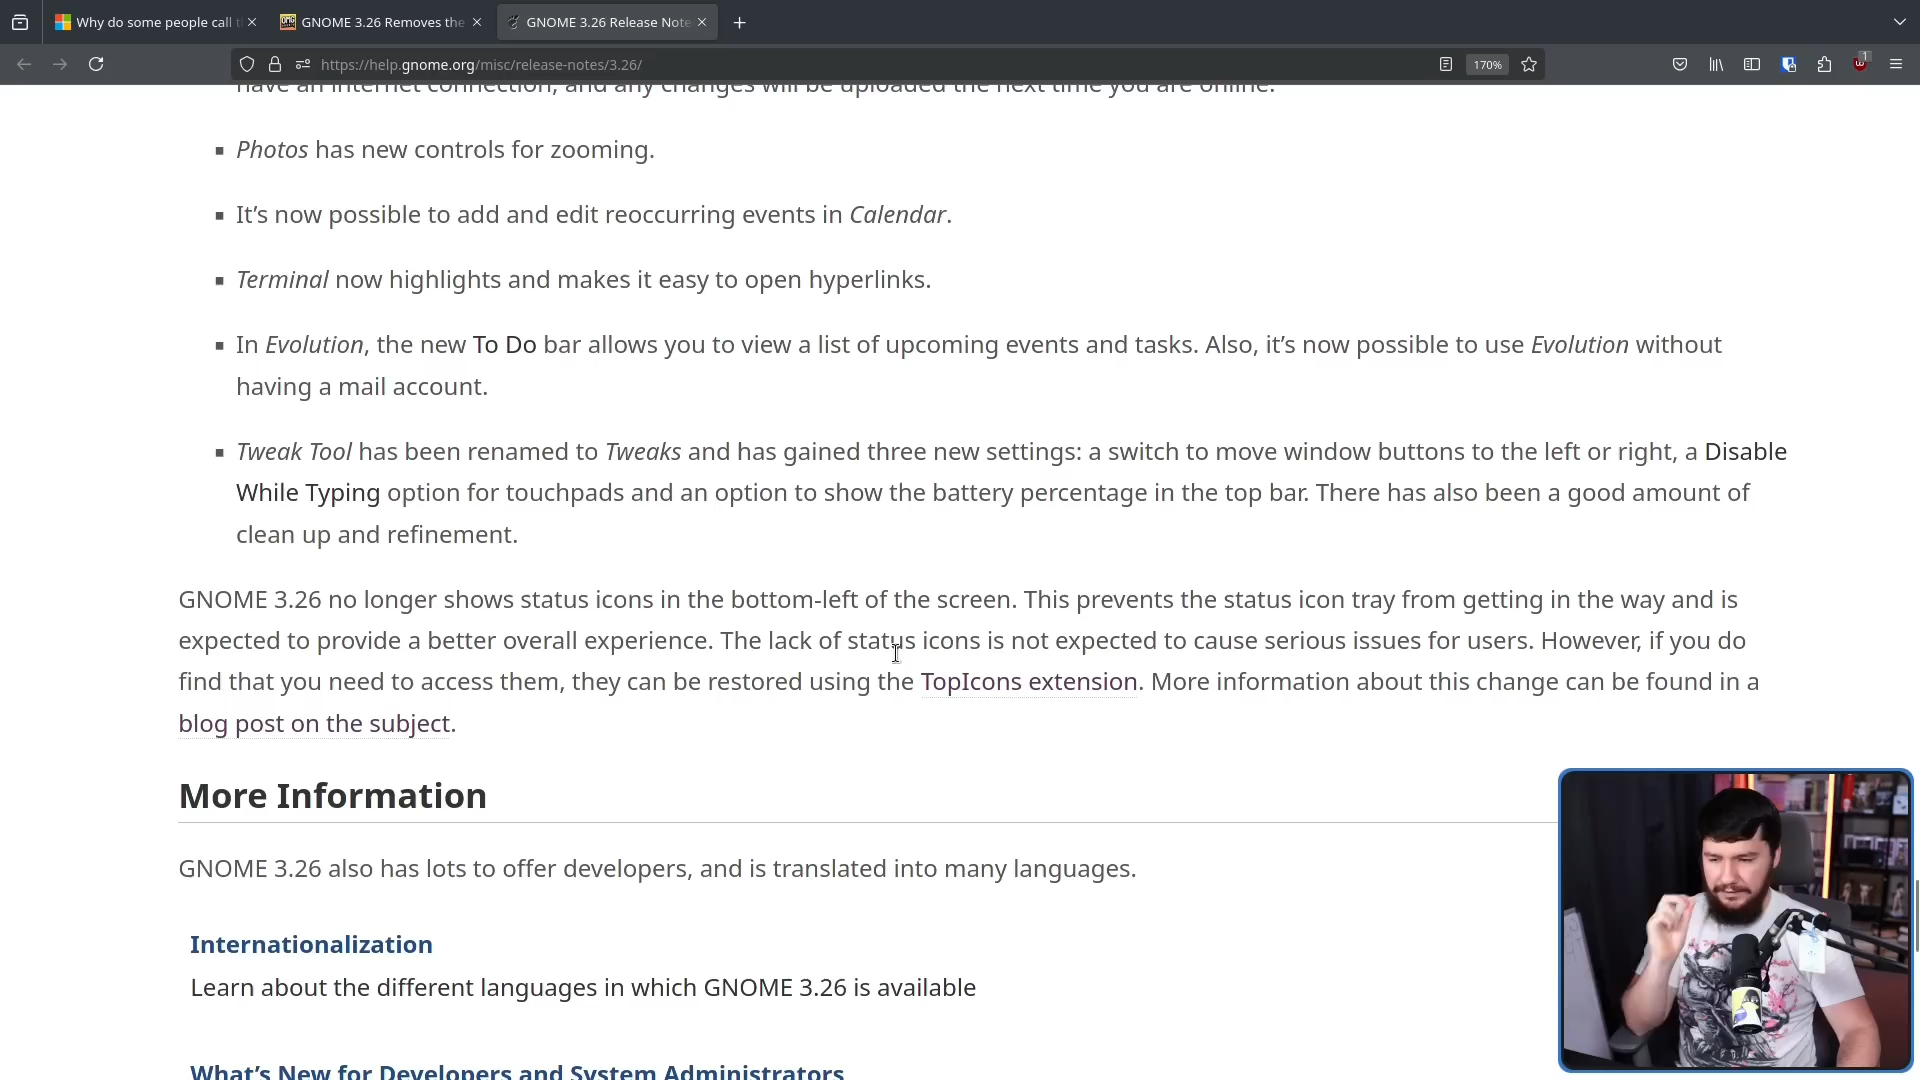 Why do some people call t
GNOME 3.26 Removes the
GNOME 3.26 Release Note
https://help.gnome.org/misc/release-notes/3.26/
170%
1
have an internet connection, and any changes will be uploaded the next time you are online.
Photos has new controls for zooming.
It’s now possible to add and edit reoccurring events in Calendar.
Terminal now highlights and makes it easy to open hyperlinks.
In Evolution, the new To Do bar allows you to view a list of upcoming events and tasks. Also, it’s now possible to use Evolution without
having a mail account.
Tweak Tool has been renamed to Tweaks and has gained three new settings: a switch to move window buttons to the left or right, a Disable
While Typing option for touchpads and an option to show the battery percentage in the top bar. There has also been a good amount of
clean up and refinement.
GNOME 3.26 no longer shows status icons in the bottom-left of the screen. This prevents the status icon tray from getting in the way and is
expected to provide a better overall experience. The lack of status icons is not expected to cause serious issues for users. However, if you do
find that you need to access them, they can be restored using the TopIcons extension. More information about this change can be found in a
blog post on the subject.
More Information
GNOME 3.26 also has lots to offer developers, and is translated into many languages.
Internationalization
Learn about the different languages in which GNOME 3.26 is available
What’s New for Developers and System Administrators